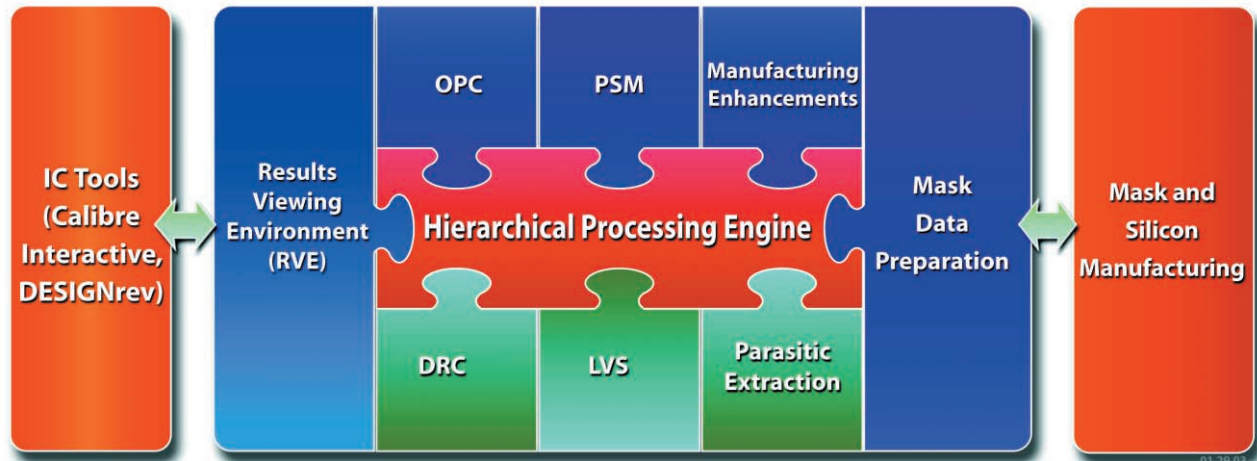 IC Tools
(Calibre
Interactive,
DESIGNrev)
Results
Viewing
Environment
(RVE)
OPC
PSM
Manufacturing
Enhancements
Hierarchical Processing Engine
DRC
LVS
Parasitic
Extraction
Mask
Data
Preparation
Mask and
Silicon
Manufacturing